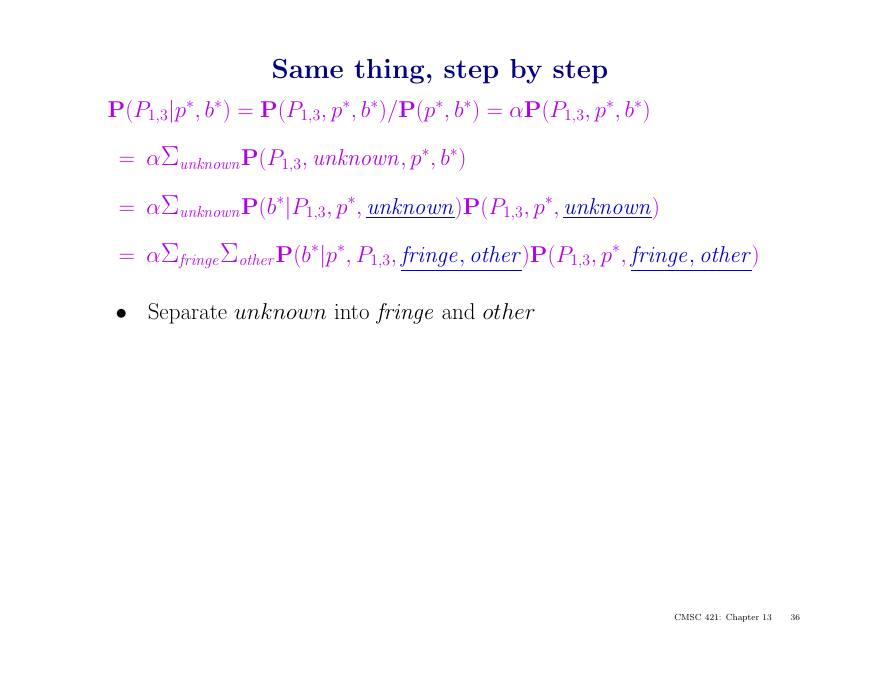 Same thing, step by step
P(P₁,₃|p*, b*) = P(P₁,₃, p*, b*)/P(p*, b*) = αP(P₁,₃, p*, b*)
= αΣunknownP(P₁,₃, unknown, p*, b*)
= αΣunknownP(b*|P₁,₃, p*, unknown)P(P₁,₃, p*, unknown)
= αΣfringeΣotherP(b*|p*, P₁,₃, fringe, other)P(P₁,₃, p*, fringe, other)
• Separate unknown into fringe and other
CMSC 421: Chapter 13 36